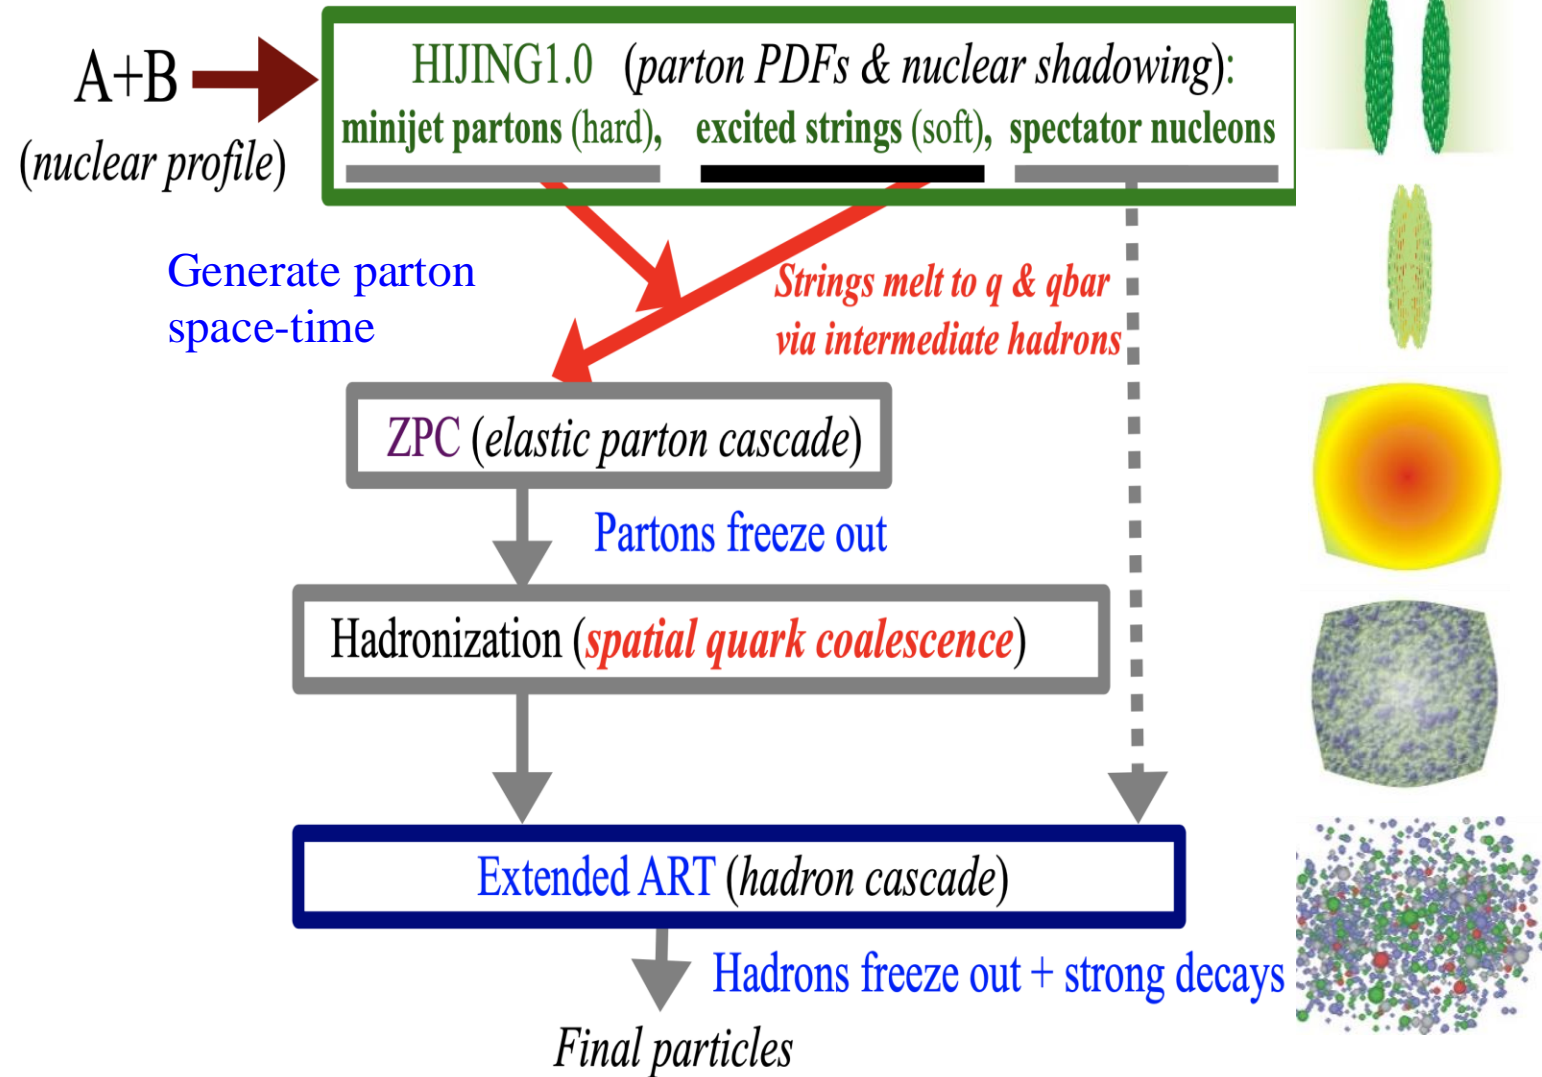 A+B
(nuclear profile)
HIJING1.0 (parton PDFs & nuclear shadowing):
minijet partons (hard), excited strings (soft), spectator nucleons
Generate parton
space-time
Strings melt to q & qbar
via intermediate hadrons
ZPC (elastic parton cascade)
Partons freeze out
Hadronization (spatial quark coalescence)
Extended ART (hadron cascade)
Hadrons freeze out + strong decays
Final particles